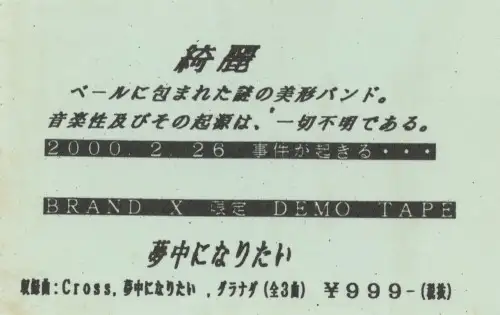 綺麗
ベールに包まれた謎の美形バンド。
音楽性及びその起源は、一切不明である。
2000.2.26 事件が起きる・・・
BRAND X 限定 DEMO TAPE
夢中になりたい
収録曲:Cross,夢中になりたい ,ダラナダ(全3曲) ¥999-(税抜)